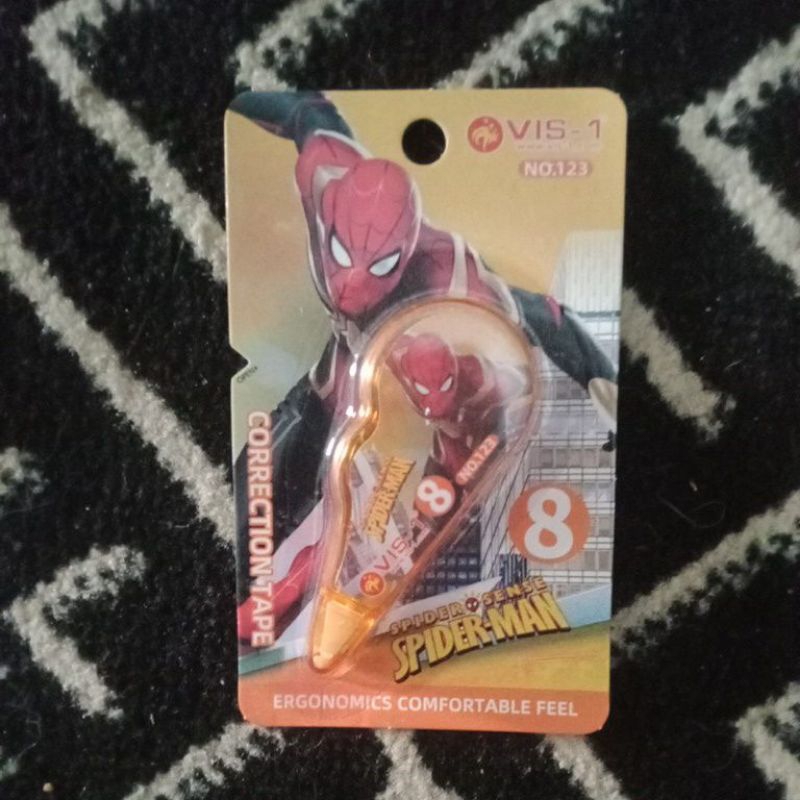 VIS-1
NO.123
OPEN
CORRECTION TAPE
SPIDER-MAN
8
NO.123
VIS-1
8
SPIDER SENSE
SPIDER-MAN
ERGONOMICS COMFORTABLE FEEL